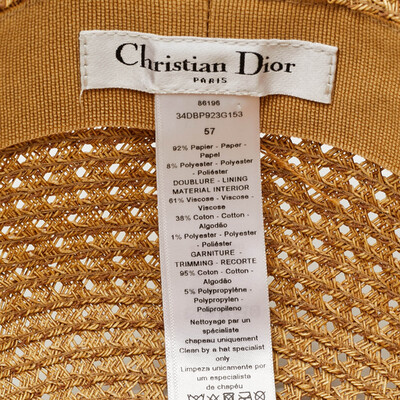 Christian Dior
PARIS
86196
34DBP923G153
57
92% Papier - Paper -
Papel
8% Polyester - Polyester
- Poliéster
DOUBLURE - LINING
MATERIAL INTERIOR
61% Viscose - Viscose -
Viscose
38% Coton - Cotton -
Algodão
1% Polyester - Polyester
- Poliéster
GARNITURE -
TRIMMING - RECORTE
95% Coton - Cotton -
Algodão
5% Polypropylène -
Polypropylen -
Polipropileno
Nettoyage par un
spécialiste
chapeau uniquement
Clean by a hat specialist
only
Limpeza unicamente por
um especialista
de chapéu